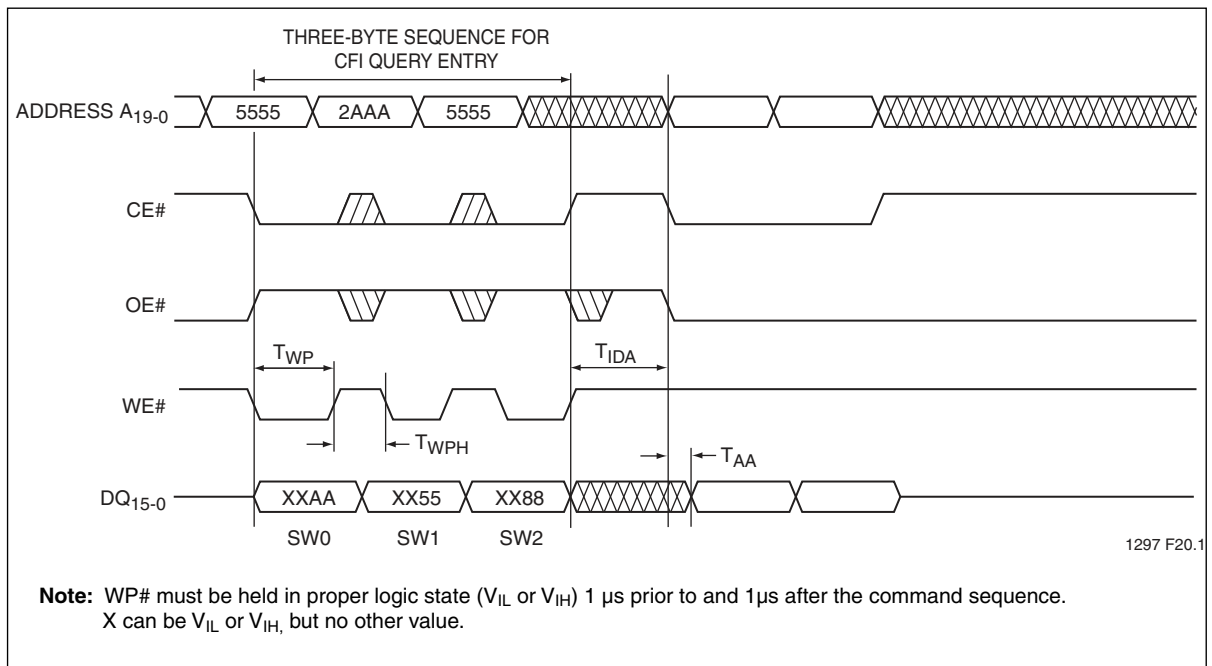 THREE-BYTE SEQUENCE FOR
CFI QUERY ENTRY
ADDRESS A19-0
5555 2AAA 5555
CE#
OE#
TWP TIDA
WE#
TWPH
TAA
DQ15-0
XXAA XX55 XX88
SW0 SW1 SW2
1297 F20.1
Note: WP# must be held in proper logic state (VIL or VIH) 1 µs prior to and 1µs after the command sequence.
X can be VIL or VIH, but no other value.